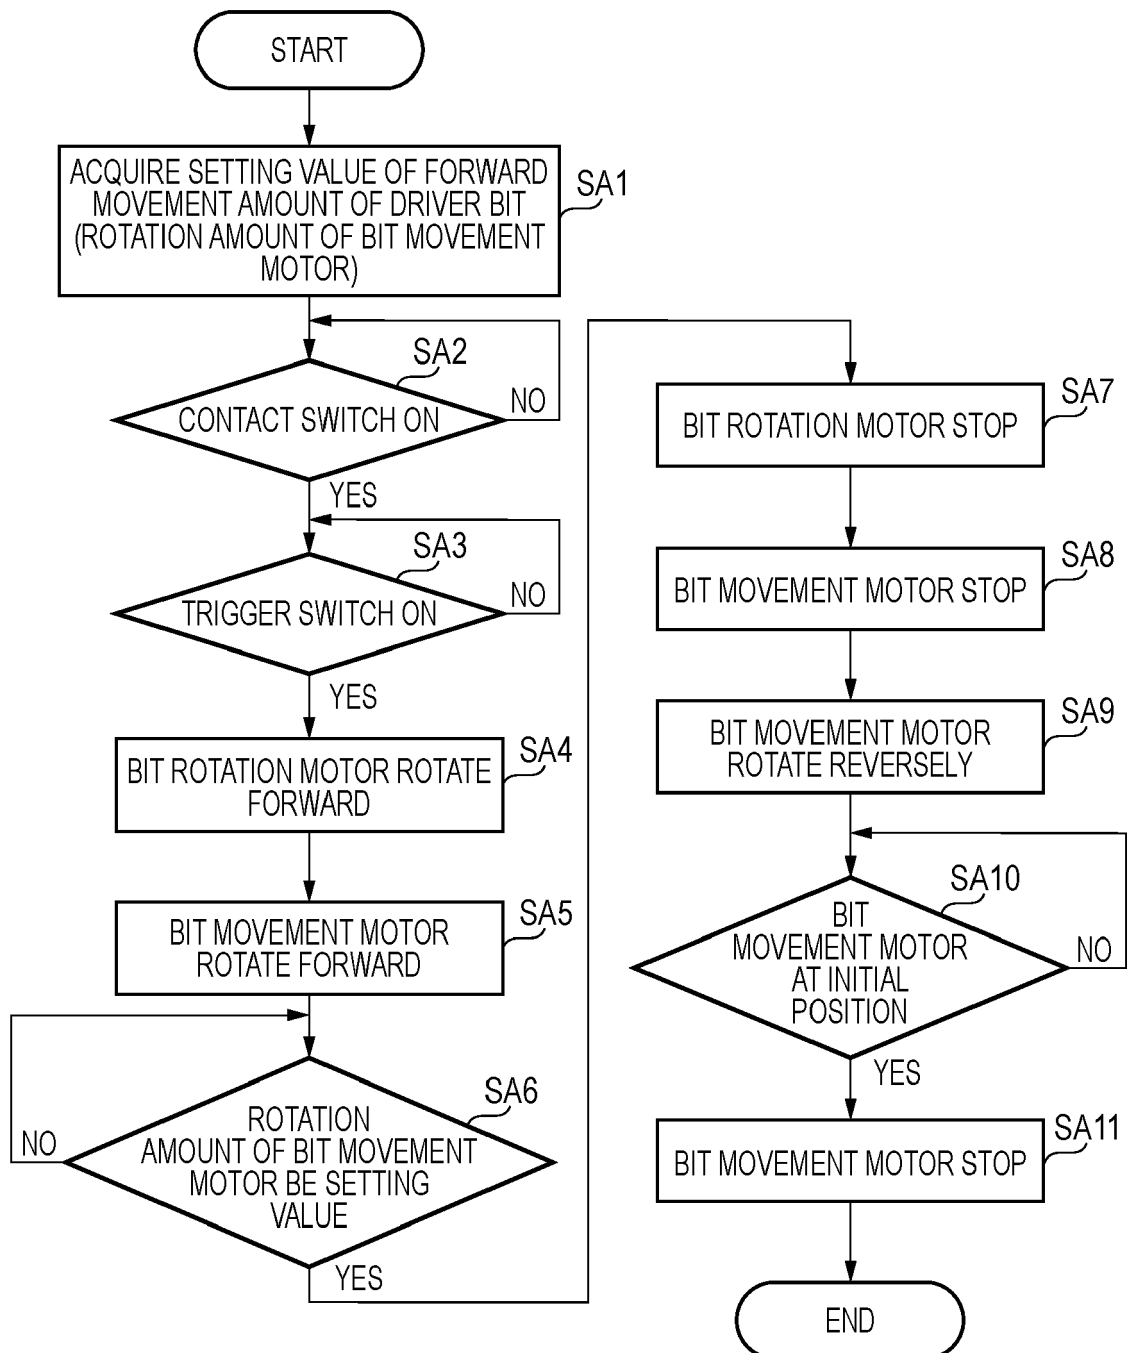 START
ACQUIRE SETTING VALUE OF FORWARD
MOVEMENT AMOUNT OF DRIVER BIT
(ROTATION AMOUNT OF BIT MOVEMENT
MOTOR)
SA1
SA2
CONTACT SWITCH ON
NO
YES
SA3
TRIGGER SWITCH ON
NO
YES
SA4
BIT ROTATION MOTOR ROTATE
FORWARD
SA5
BIT MOVEMENT MOTOR
ROTATE FORWARD
SA6
ROTATION
AMOUNT OF BIT MOVEMENT
MOTOR BE SETTING
VALUE
NO
YES
SA7
BIT ROTATION MOTOR STOP
SA8
BIT MOVEMENT MOTOR STOP
SA9
BIT MOVEMENT MOTOR
ROTATE REVERSELY
SA10
BIT
MOVEMENT MOTOR
AT INITIAL
POSITION
NO
YES
SA11
BIT MOVEMENT MOTOR STOP
END